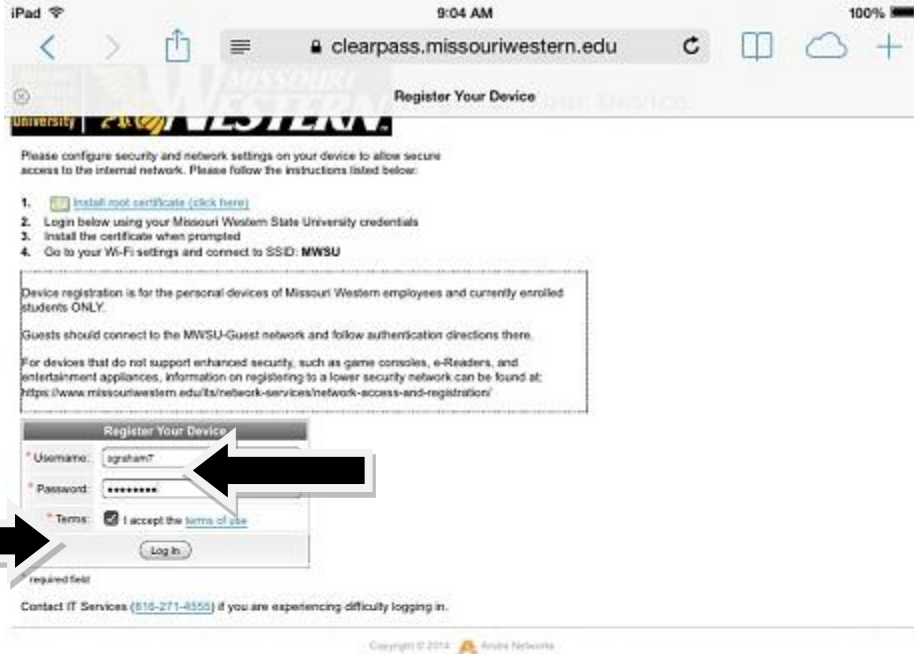 iPad 9:04 AM 100%
clearpass.missouriwestern.edu
MISSOURI
Register Your Device
University WESTERN
Please configure security and network settings on your device to allow secure
access to the internal network. Please follow the instructions listed below:
1. Install root certificate (click here)
2. Login below using your Missouri Western State University credentials
3. Install the certificate when prompted
4. Go to your Wi-Fi settings and connect to SSID: MWSU
Device registration is for the personal devices of Missouri Western employees and currently enrolled
students ONLY.
Guests should connect to the MWSU-Guest network and follow authentication directions there.
For devices that do not support enhanced security, such as game consoles, e-Readers, and
entertainment appliances, information on registering to a lower security network can be found at:
https://www.missouriwestern.edu/its/network-services/network-access-and-registration/
Register Your Device
* Username: sgraham7
* Password: ••••••••
* Terms: I accept the terms of use
Log In
* required field
Contact IT Services (816-271-4555) if you are experiencing difficulty logging in.
Copyright © 2014 Aruba Networks